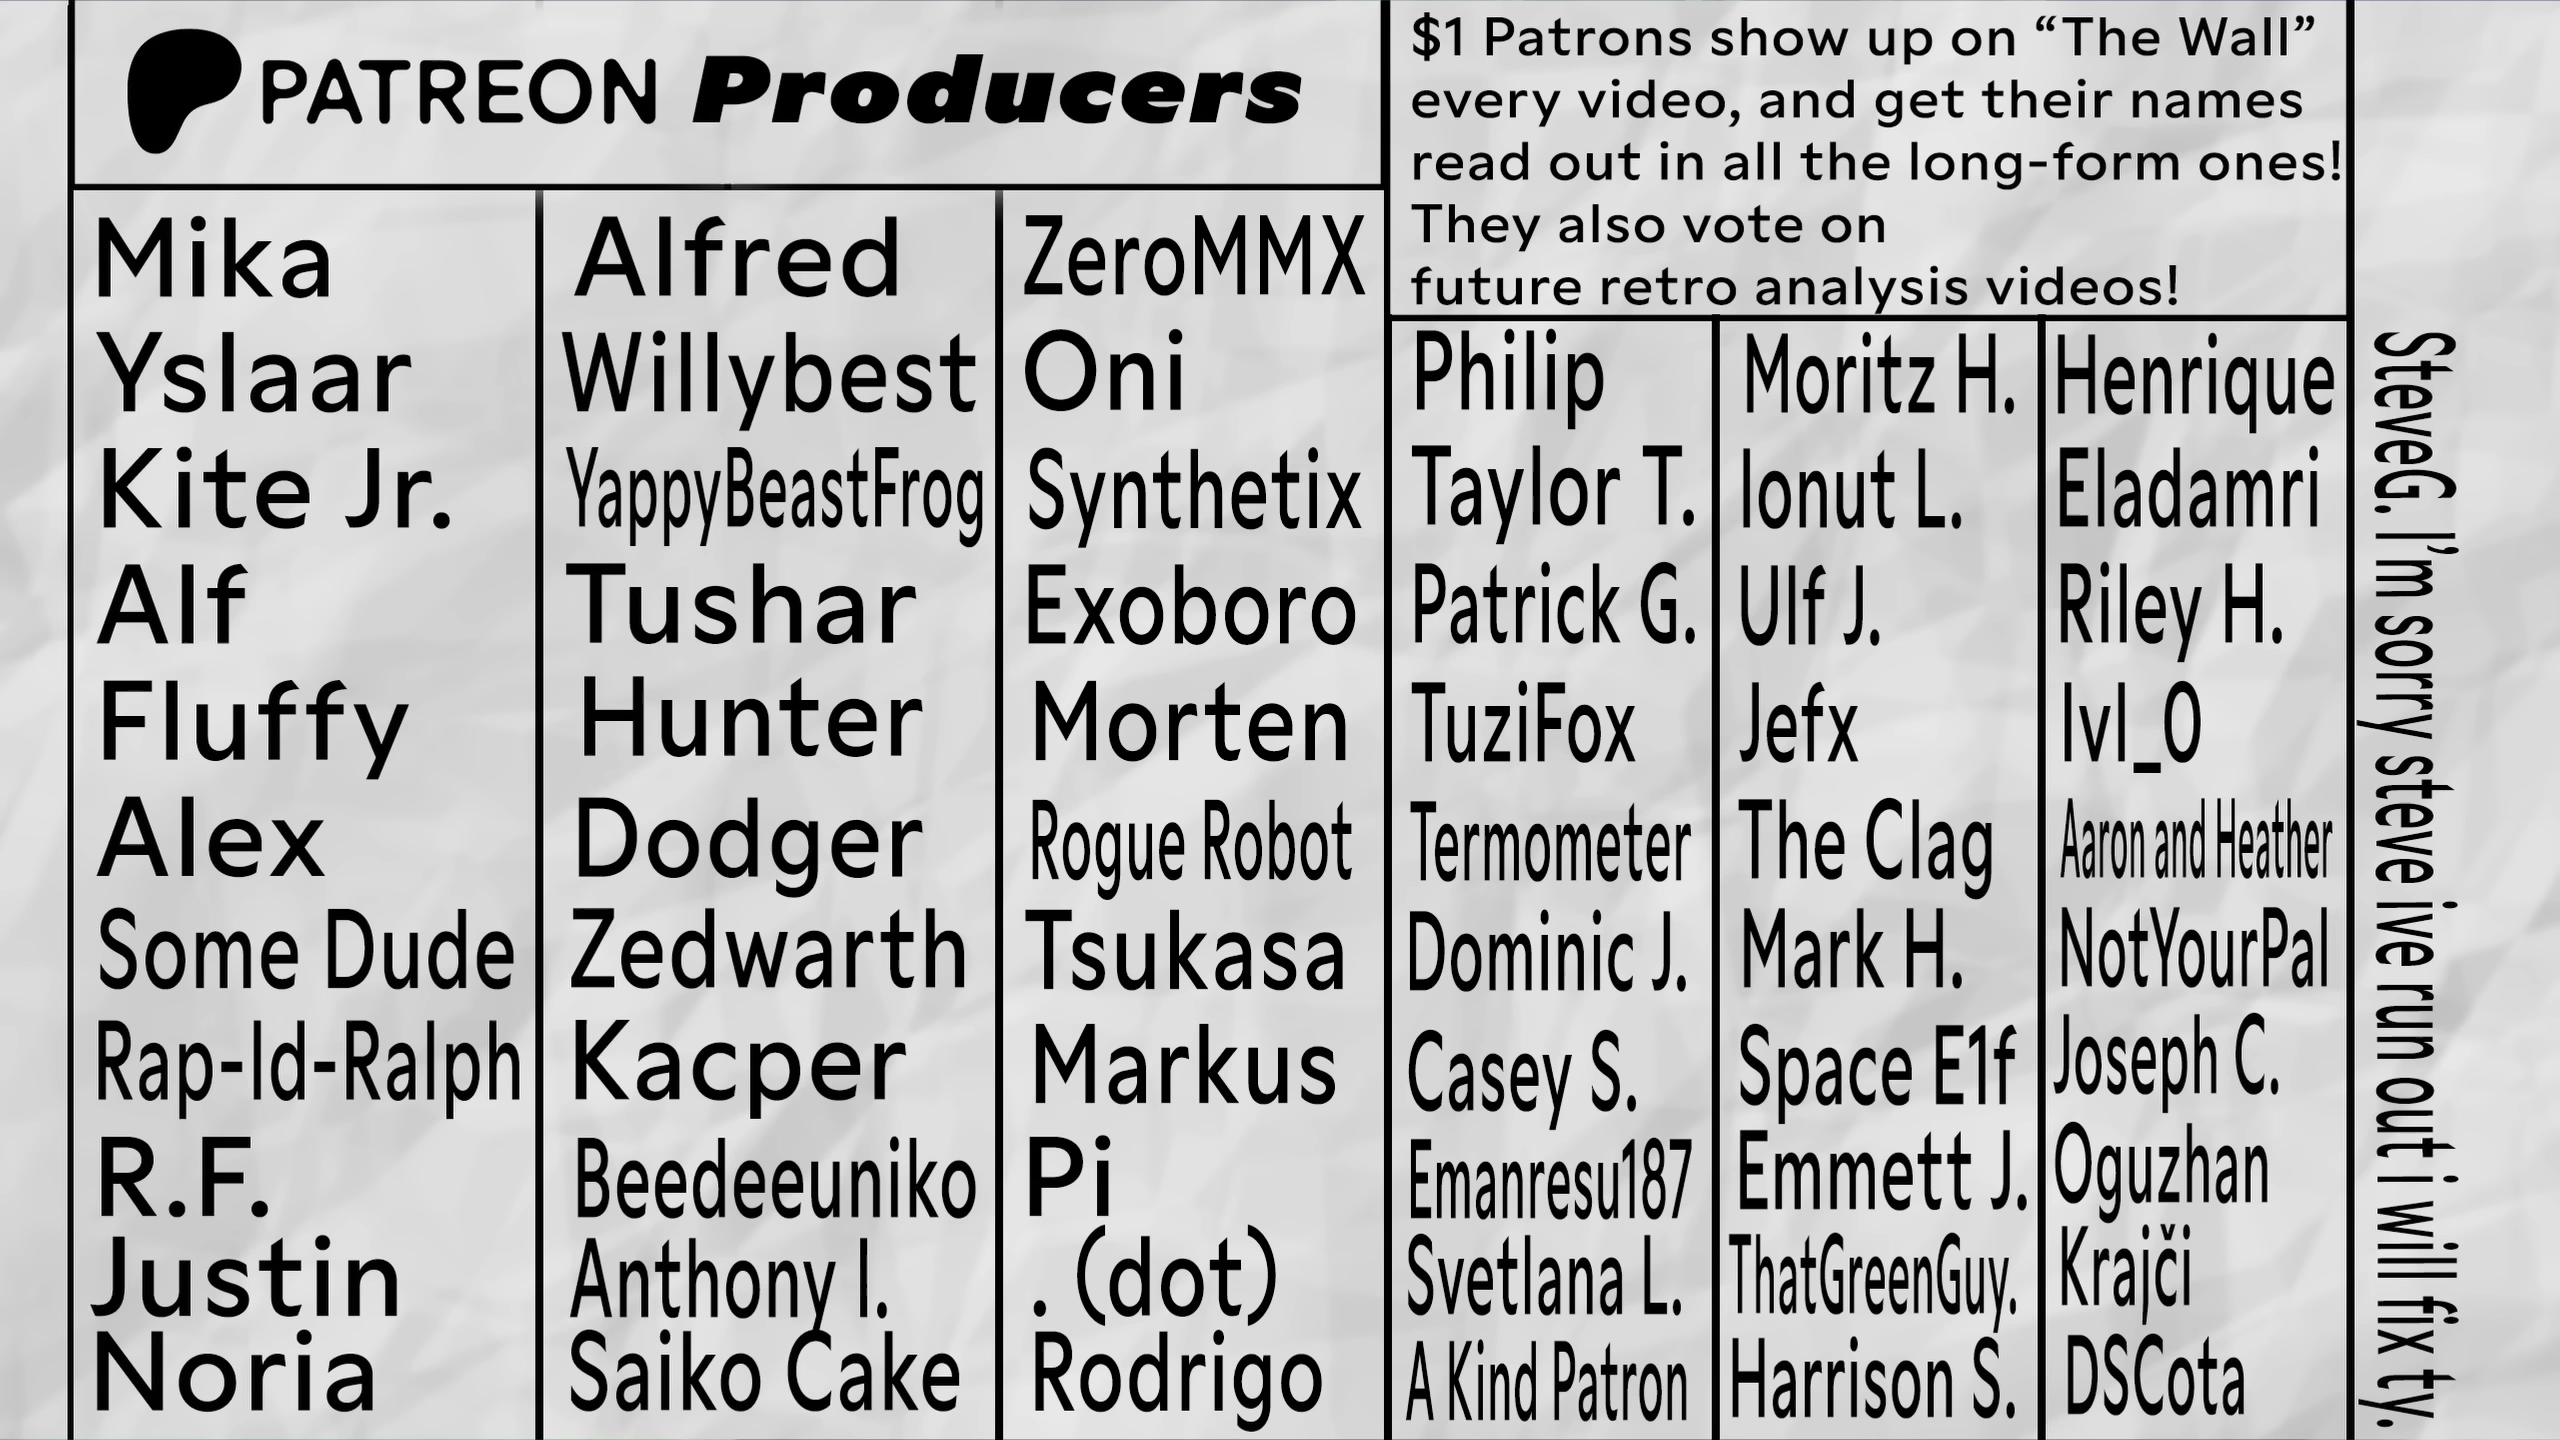 PATREON Producers
Mika
Yslaar
Kite Jr.
Alf
Fluffy
Alex
Some Dude
Rap-Id-Ralph
R.F.
Justin
Noria
Alfred
Willybest
YappyBeastFrog
Tushar
Hunter
Dodger
Zedwarth
Kacper
Beedeeuniko
Anthony I.
Saiko Cake
ZeroMMX
Oni
Synthetix
Exoboro
Morten
Rogue Robot
Tsukasa
Markus
Pi
. (dot)
Rodrigo
$1 Patrons show up on “The Wall”
every video, and get their names
read out in all the long-form ones!
They also vote on
future retro analysis videos!
Philip
Taylor T.
Patrick G.
TuziFox
Termometer
Dominic J.
Casey S.
Emanresu187
Svetlana L.
A Kind Patron
Moritz H.
Ionut L.
Ulf J.
Jefx
The Clag
Mark H.
Space E1f
Emmett J.
ThatGreenGuy.
Harrison S.
Henrique
Eladamri
Riley H.
lvl_O
Aaron and Heather
NotYourPal
Joseph C.
Oguzhan
Krajči
DSCota
SteveG. I'm sorry steve ive run out i will fix ty.